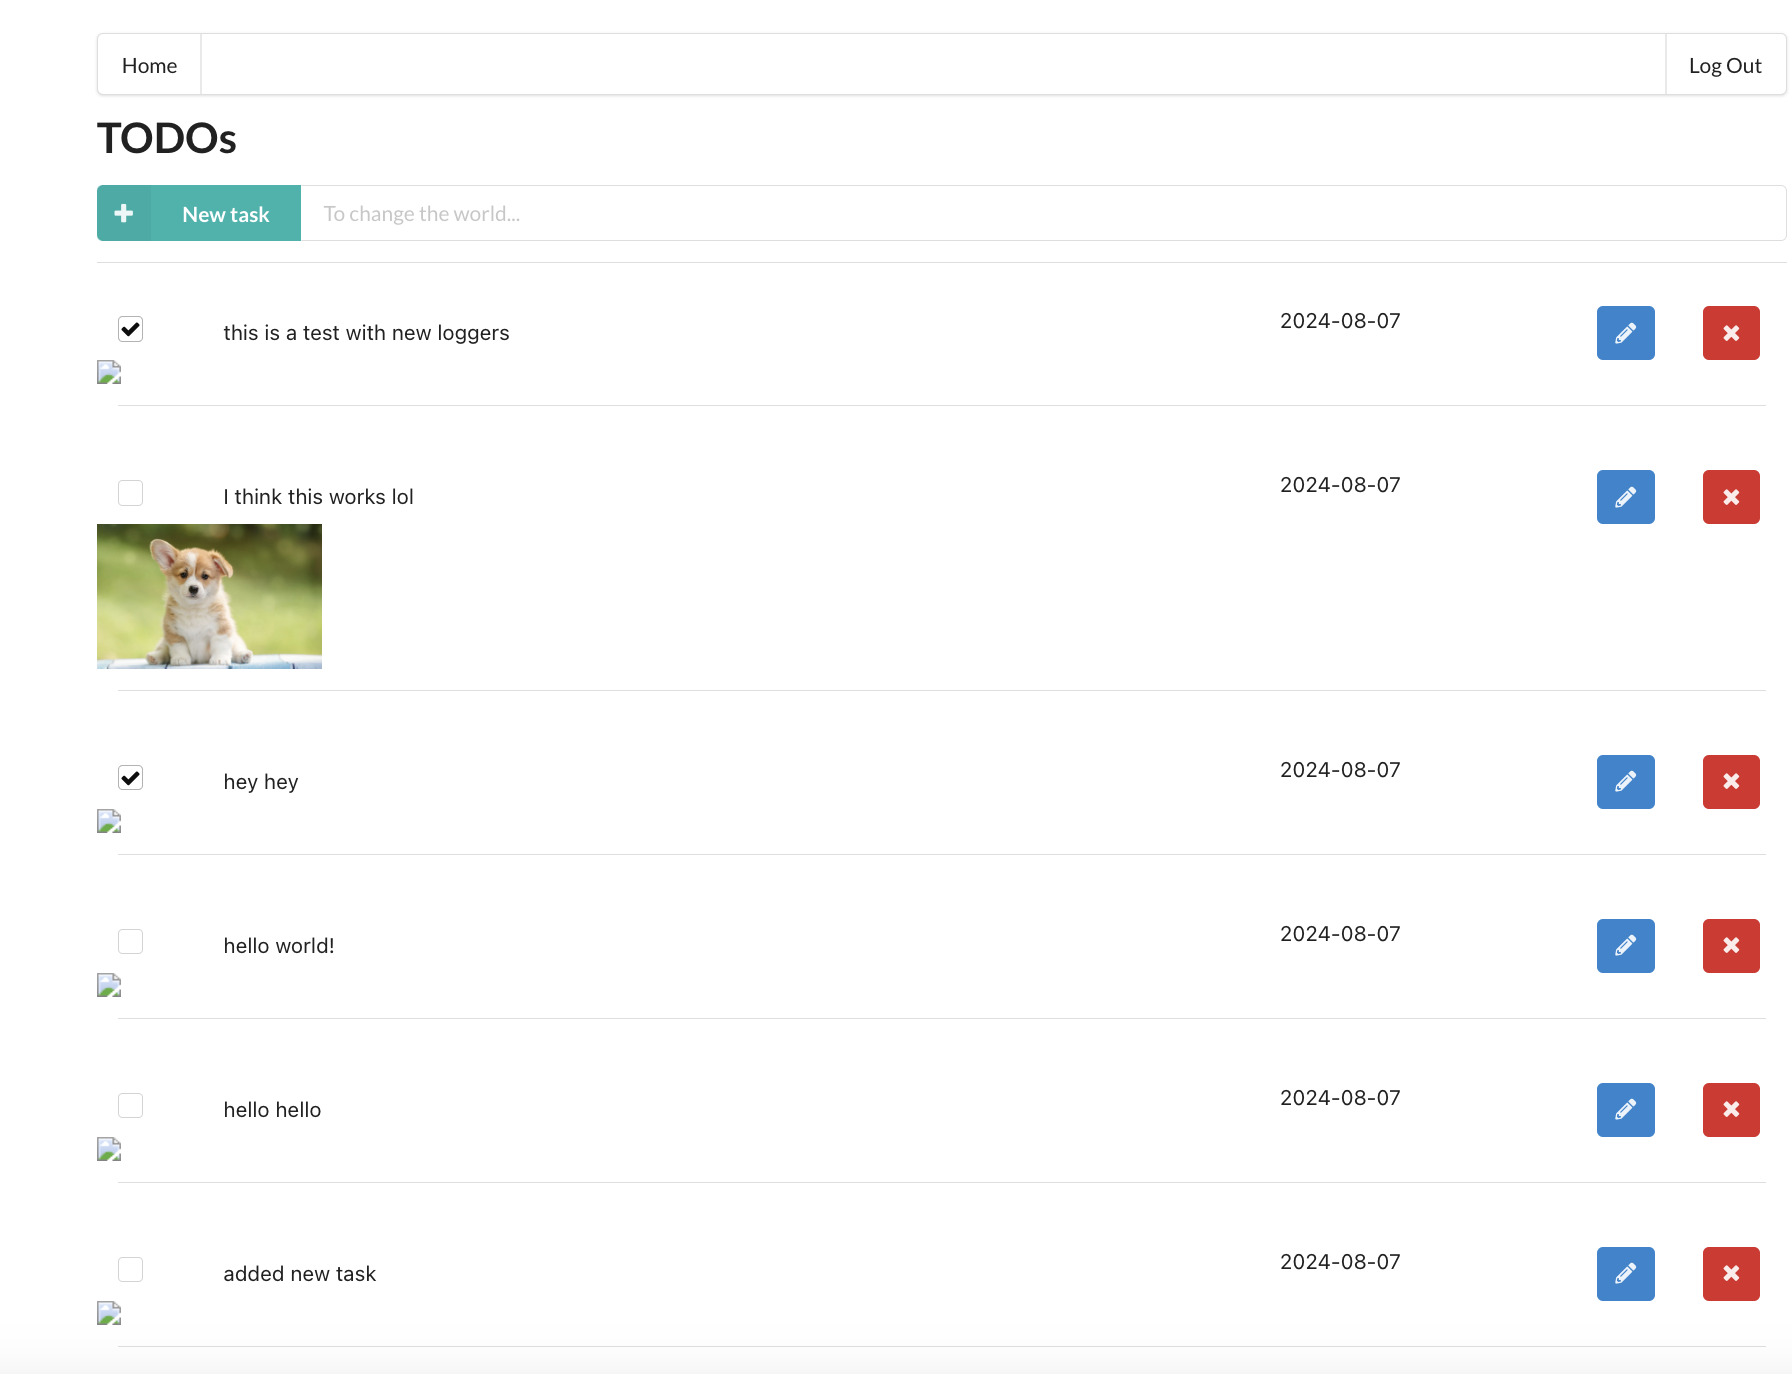 Home
Log Out
TODOs
New task
To change the world...
this is a test with new loggers
2024-08-07
I think this works lol
2024-08-07
hey hey
2024-08-07
hello world!
2024-08-07
hello hello
2024-08-07
added new task
2024-08-07